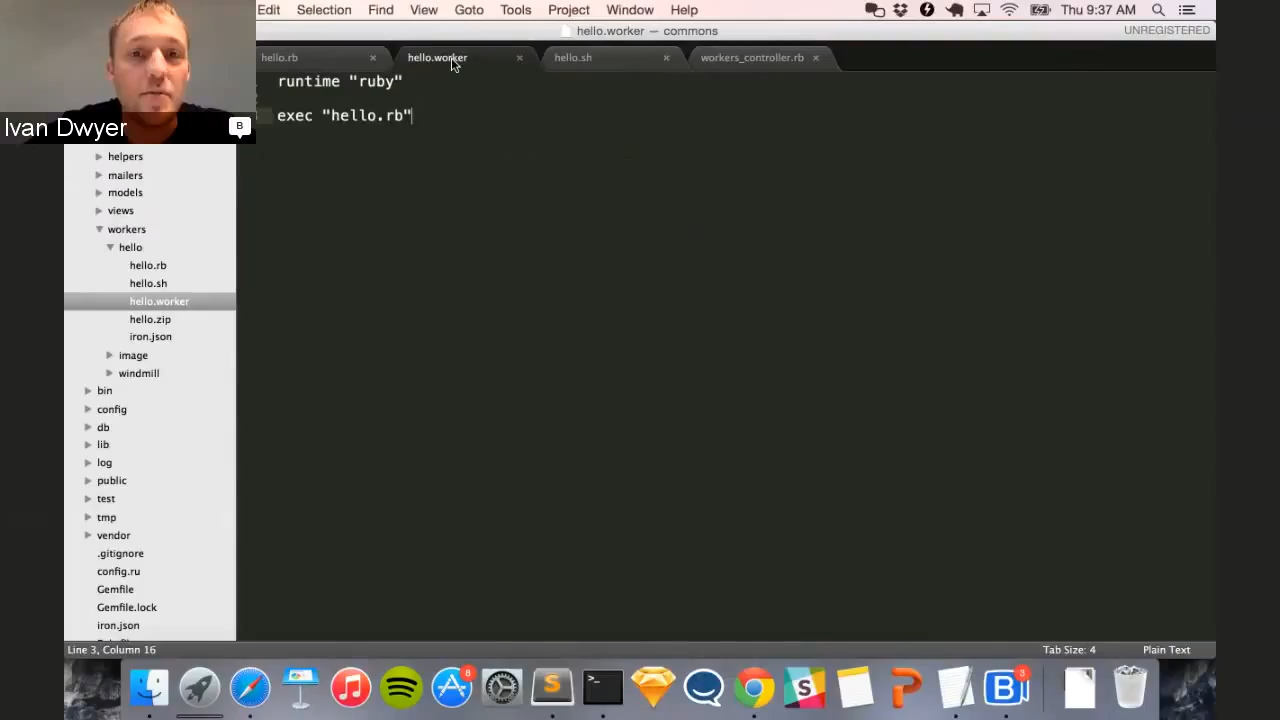 Edit Selection Find View Goto Tools Project Window Help Thu 9:37 AM
hello.worker — commons UNREGISTERED
hello.rb × hello.worker × hello.sh × workers_controller.rb ×
runtime "ruby"
exec "hello.rb"
Ivan Dwyer B
helpers
mailers
models
views
workers
hello
hello.rb
hello.sh
hello.worker
hello.zip
iron.json
image
windmill
bin
config
db
lib
log
public
test
tmp
vendor
.gitignore
config.ru
Gemfile
Gemfile.lock
iron.json
Line 3, Column 16 Tab Size: 4 Plain Text
8
3